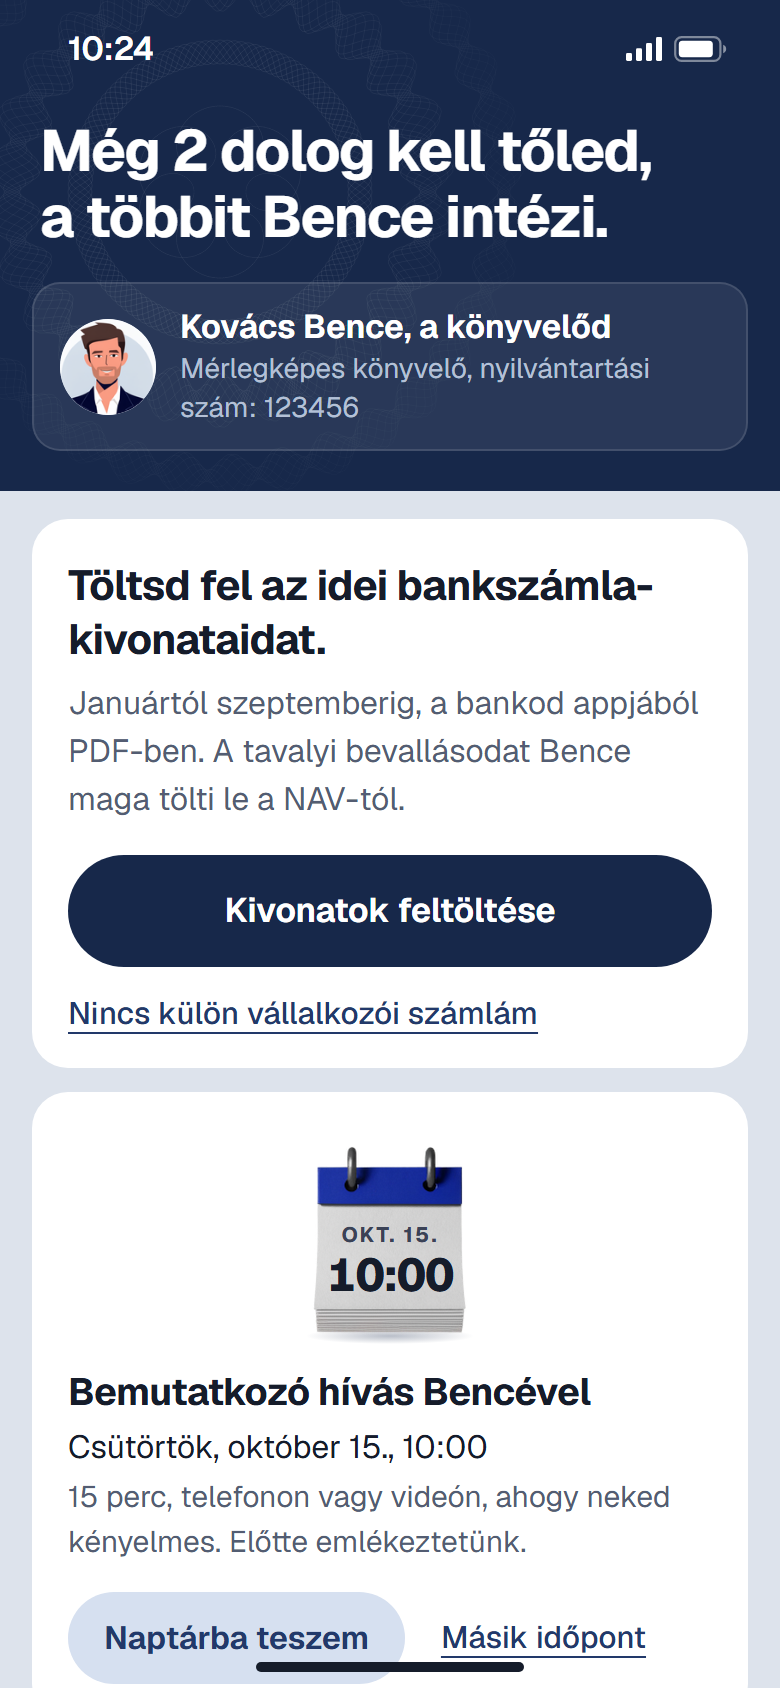 10:24
Még 2 dolog kell tőled,
a többit Bence intézi.
Kovács Bence, a könyvelőd
Mérlegképes könyvelő, nyilvántartási
szám: 123456
Töltsd fel az idei bankszámla-
kivonataidat.
Januártól szeptemberig, a bankod appjából
PDF-ben. A tavalyi bevallásodat Bence
maga tölti le a NAV-tól.
Kivonatok feltöltése
Nincs külön vállalkozói számlám
OKT. 15.
10:00
Bemutatkozó hívás Bencével
Csütörtök, október 15., 10:00
15 perc, telefonon vagy videón, ahogy neked
kényelmes. Előtte emlékeztetünk.
Naptárba teszem
Másik időpont